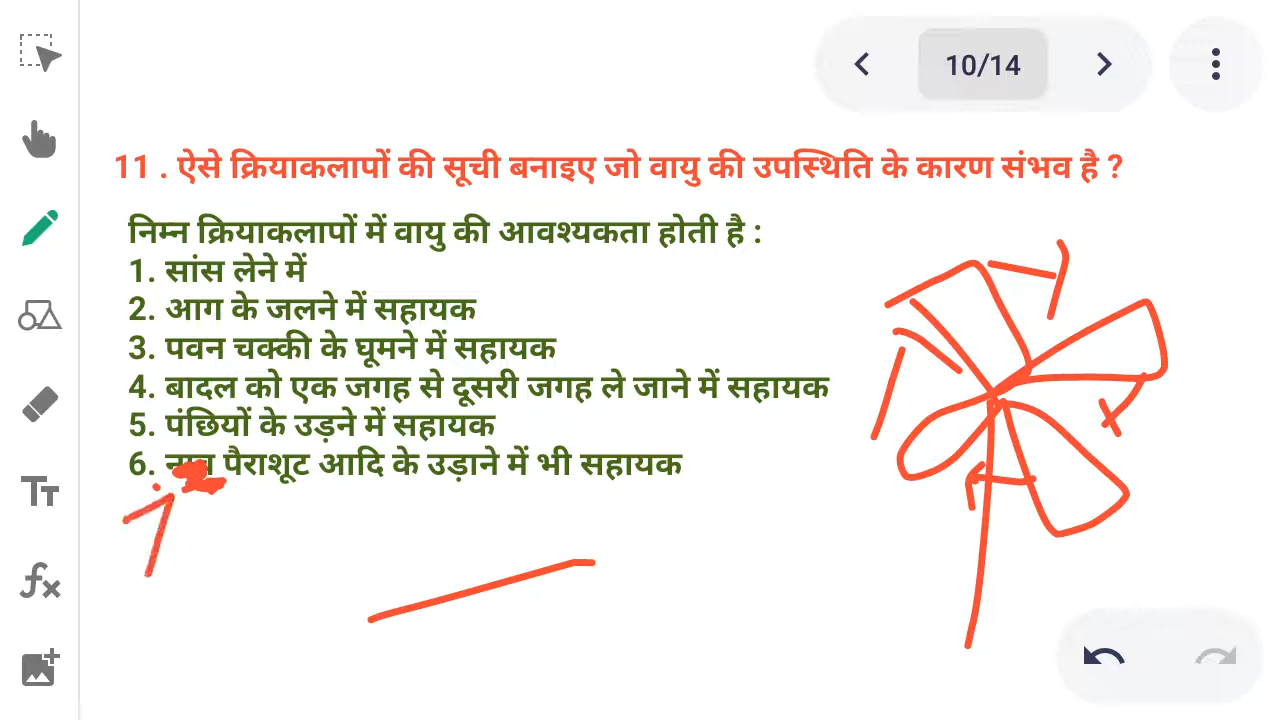 10/14
11 . ऐसे क्रियाकलापों की सूची बनाइए जो वायु की उपस्थिति के कारण संभव है ?
निम्न क्रियाकलापों में वायु की आवश्यकता होती है :
1. सांस लेने में
2. आग के जलने में सहायक
3. पवन चक्की के घूमने में सहायक
4. बादल को एक जगह से दूसरी जगह ले जाने में सहायक
5. पंछियों के उड़ने में सहायक
6. नाव पैराशूट आदि के उड़ाने में भी सहायक
Tт
fx